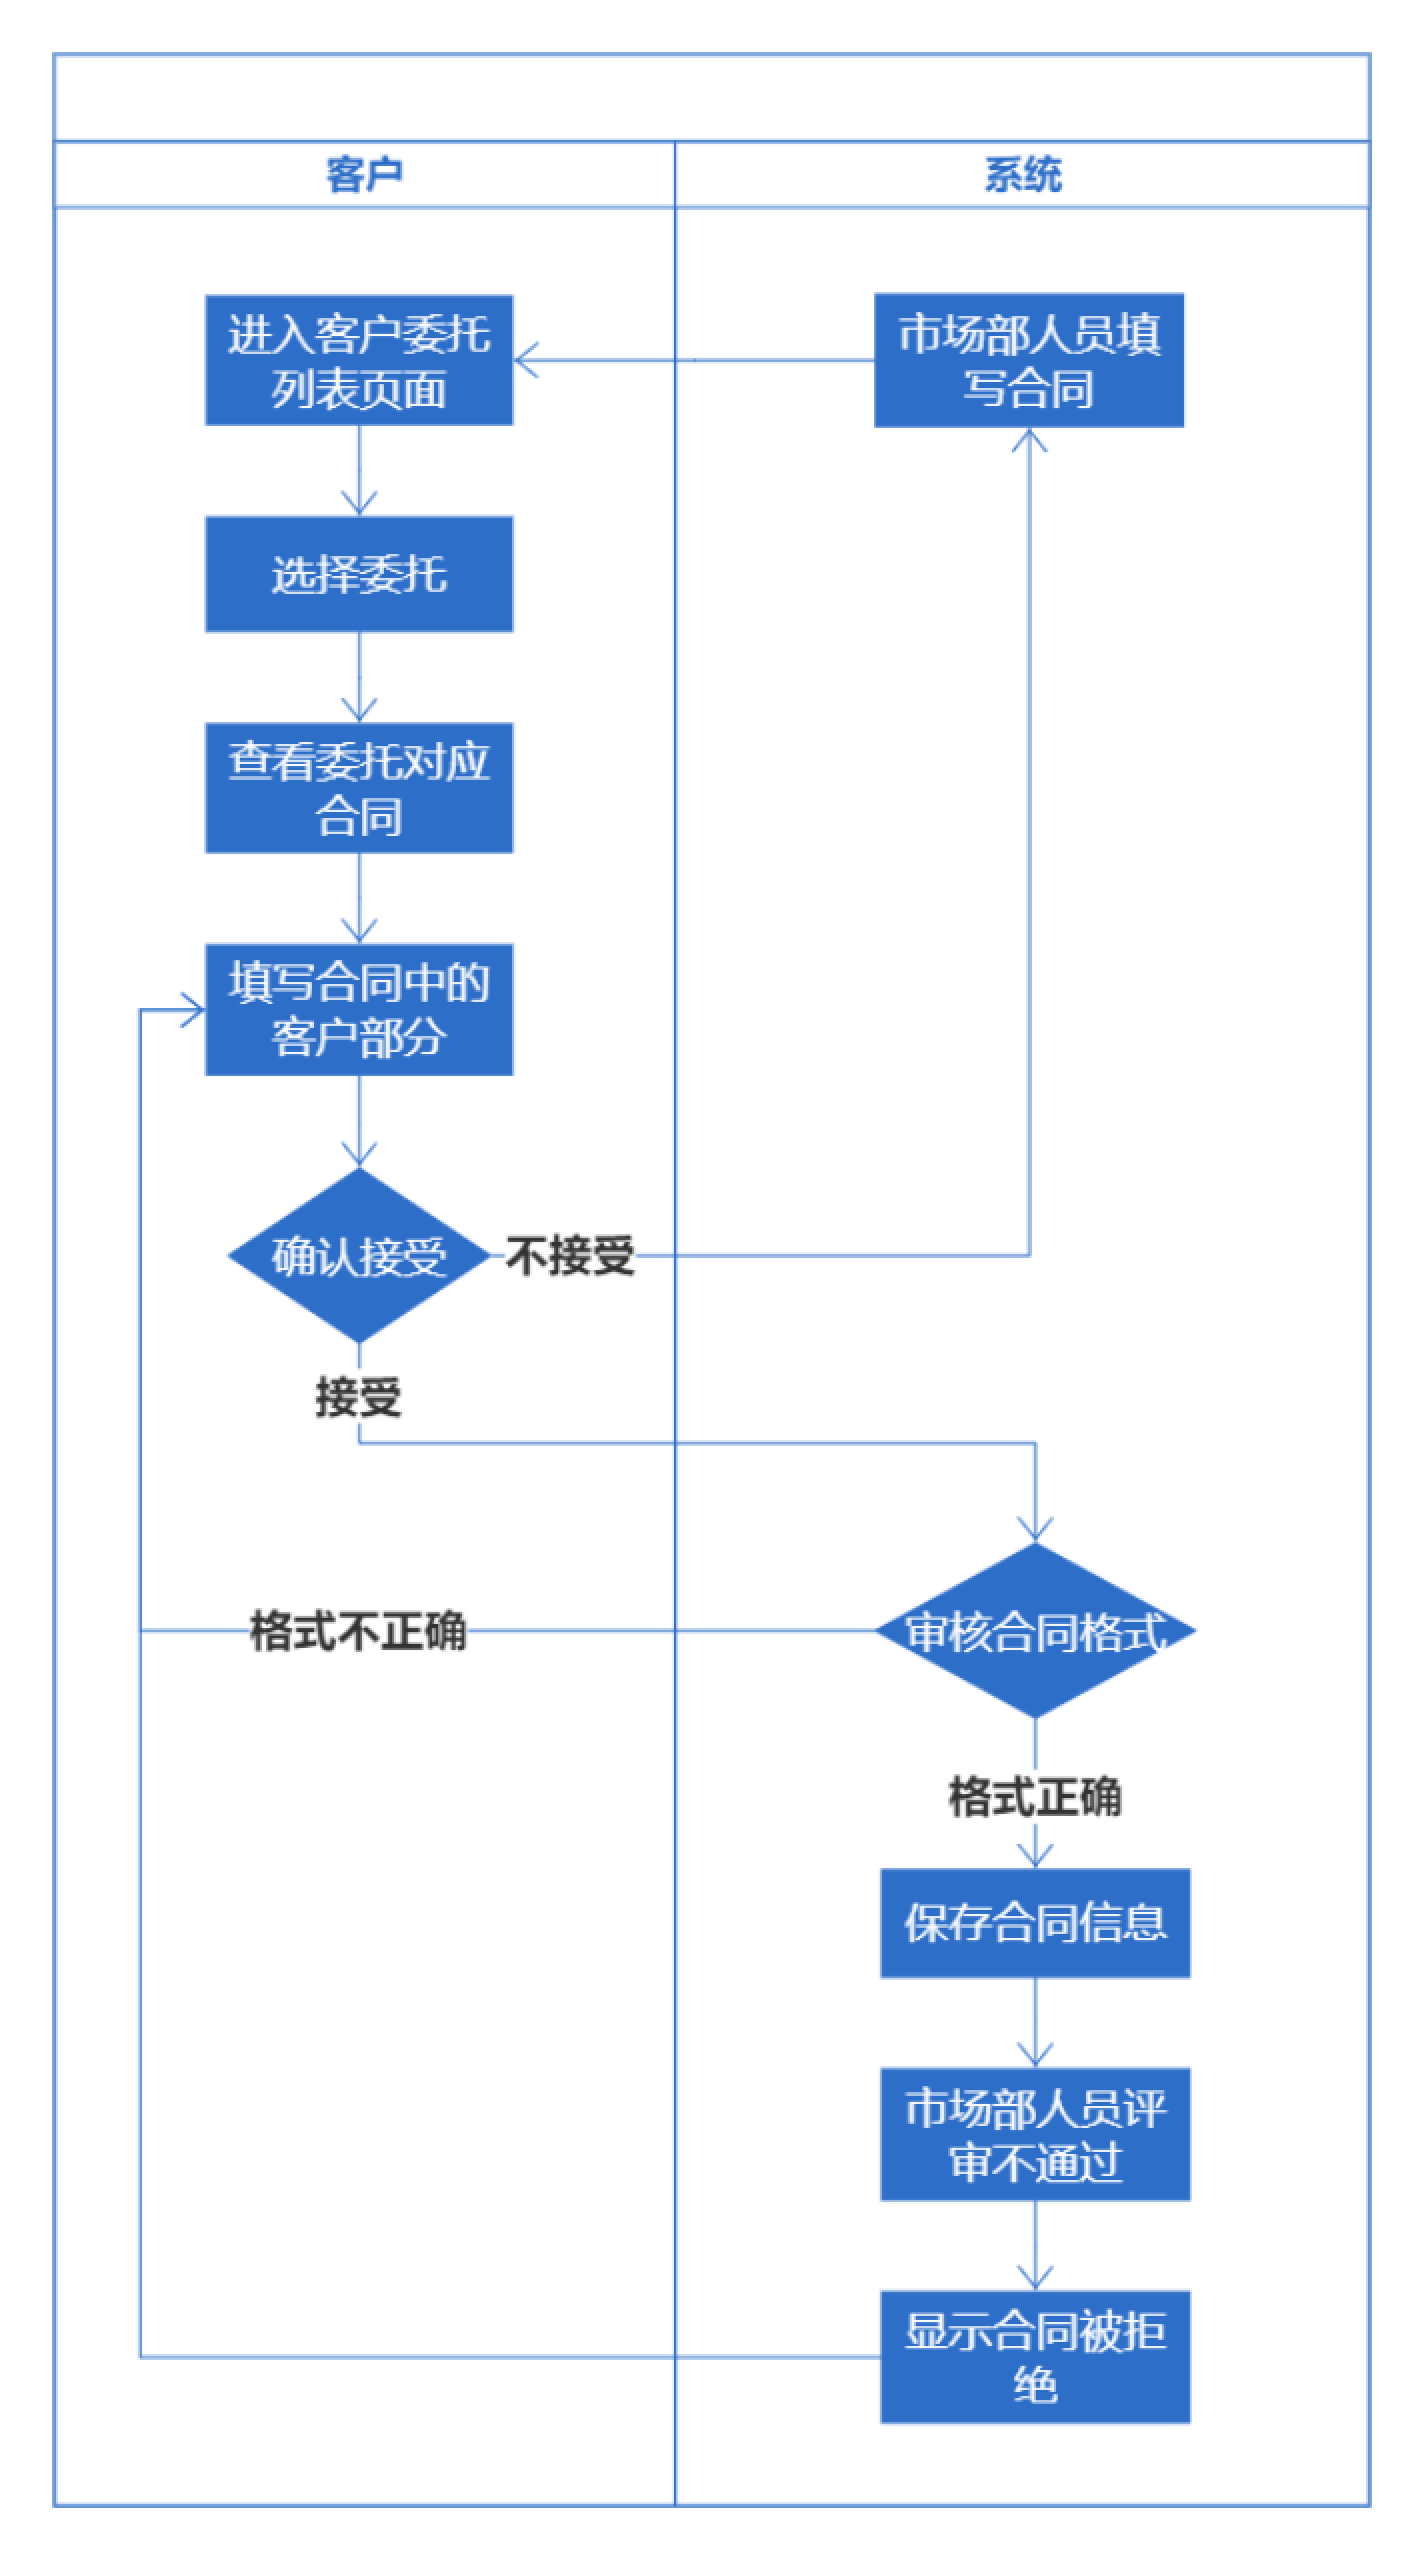 客户
系统
进入客户委托
列表页面
市场部人员填
写合同
选择委托
查看委托对应
合同
填写合同中的
客户部分
确认接受
不接受
接受
格式不正确
审核合同格式
格式正确
保存合同信息
市场部人员评
审不通过
显示合同被拒
绝